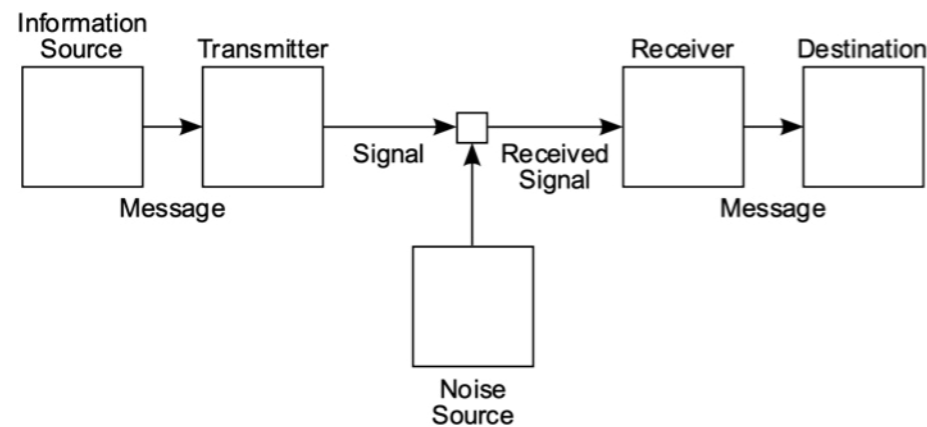 Information
Source
Transmitter
Receiver
Destination
Signal
Received
Signal
Message
Message
Noise
Source